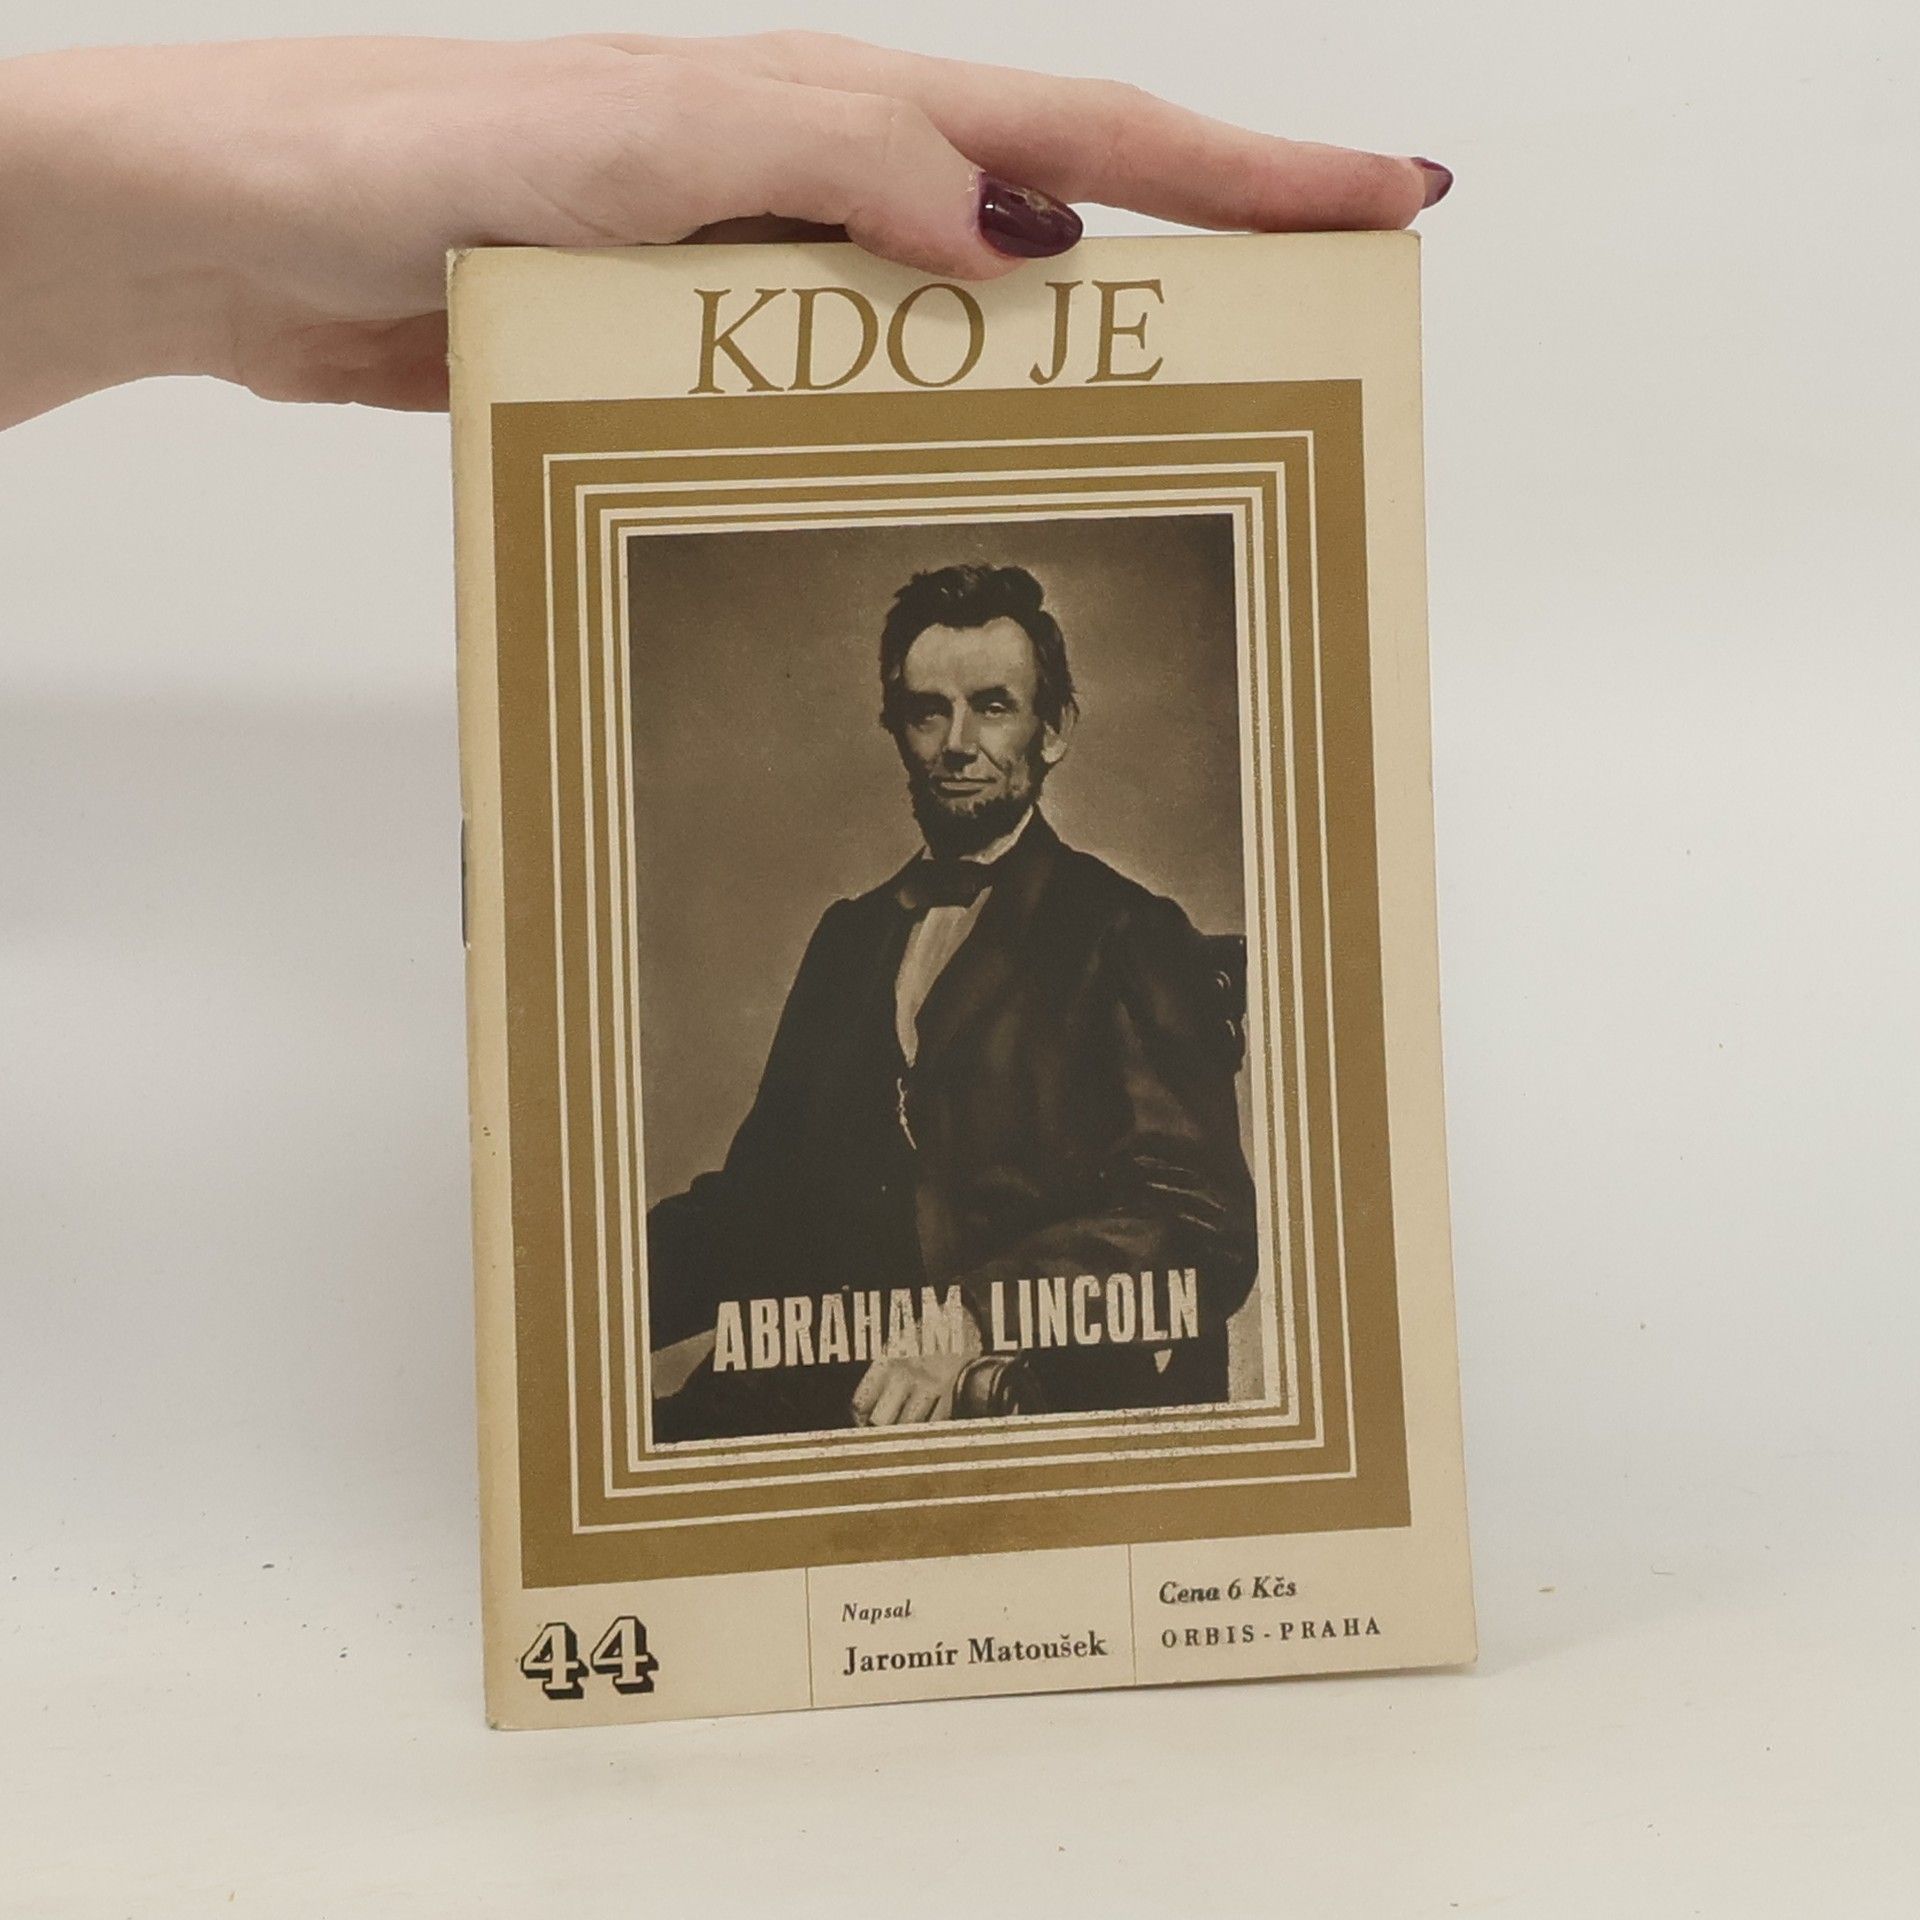 KDO JE
ABRAHAM LINCOLN
44
Napsal
Jaromír Matoušek
Cena 6 Kčs
ORBIS - PRAHA